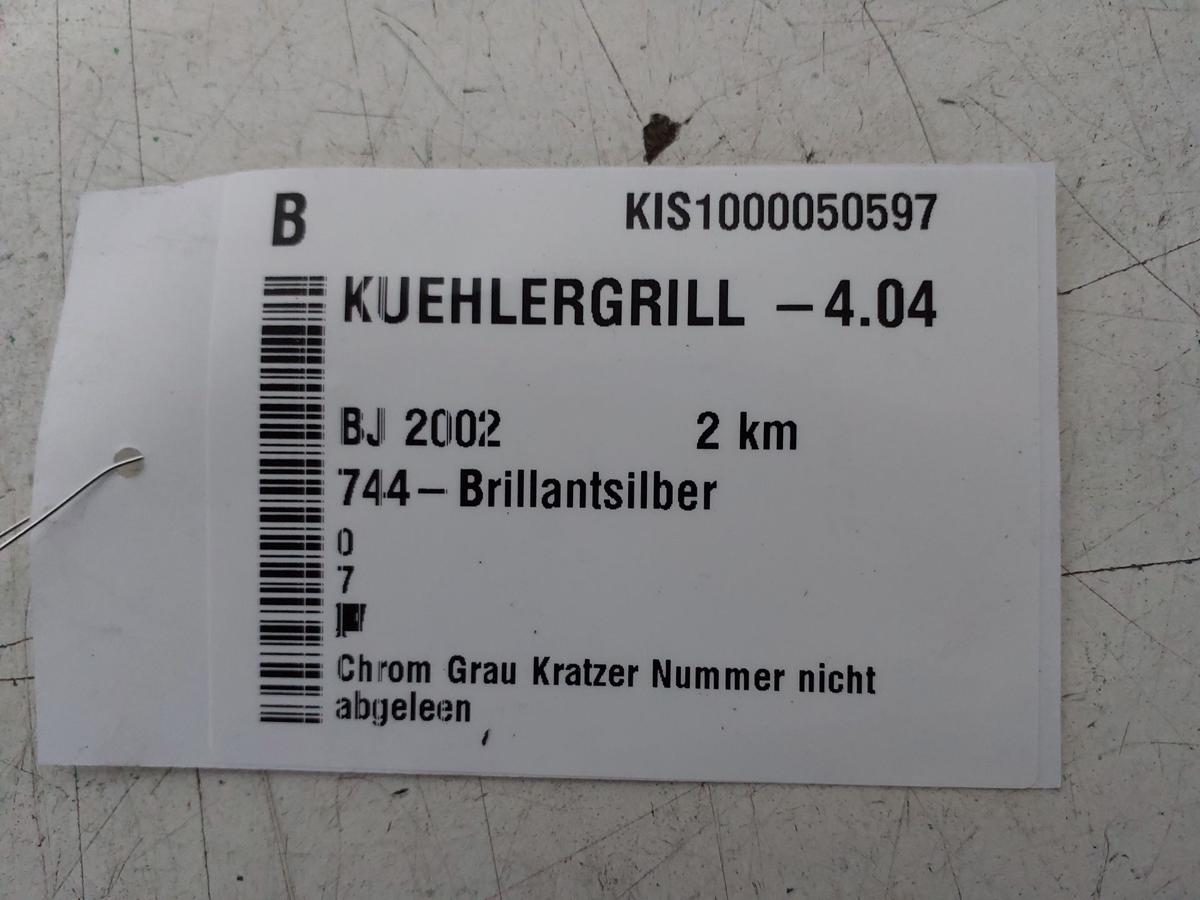 B KIS1000050597
KUEHLERGRILL -4.04
BJ 2002 2 km
744- Brillantsilber
0
7
Chrom Grau Kratzer Nummer nicht
abgeleen